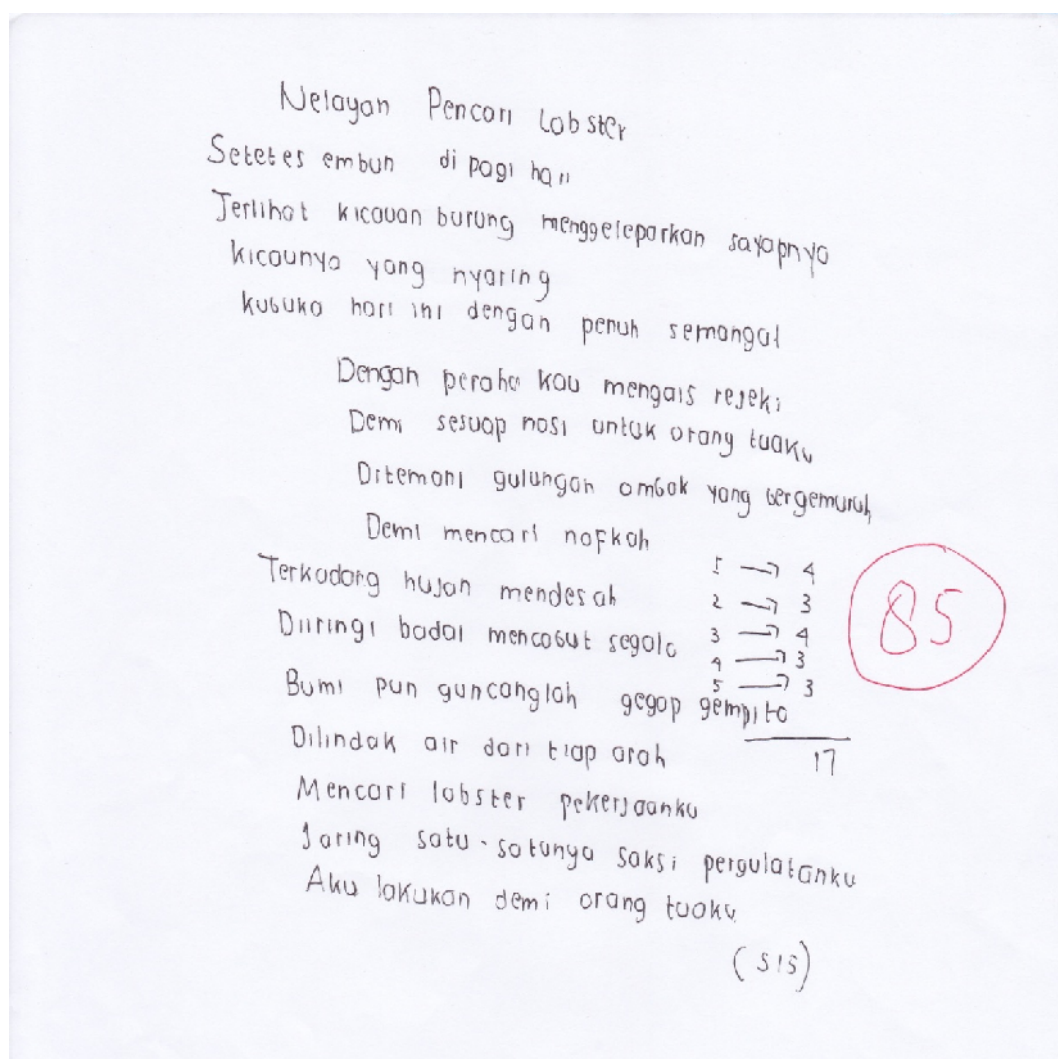 Nelayan Pencari Lobster
Setetes embun di pagi hari
Terlihat kicauan burung menggeleparkan sayapnya
Kicaunya yang nyaring
Kubuka hari ini dengan penuh semangat
Dengan perahu kau mengais rejeki
Demi sesuap nasi untuk orang tuaku
Ditemani gulungan ombak yang bergemuruh
Demi mencari nafkah
Terkadang hujan mendesah
Diiringi badai mencabut segala
Bumi pun guncanglah gegap gempita
Dilindak air dari tiap arah
Mencari lobster pekerjaanku
Jaring satu-satunya saksi pergulatanku
Aku lakukan demi orang tuaku
(SIS)
1 → 4
2 → 3
3 → 4
4 → 3
5 → 3
17
85